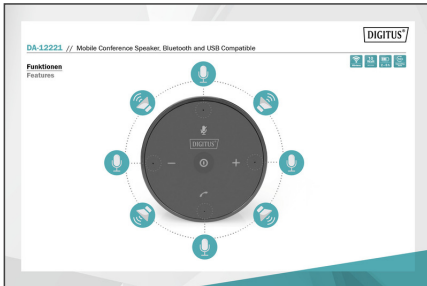 DIGITUS®
DA-12221 // Mobile Conference Speaker, Bluetooth and USB Compatible
Funktionen
Features
DIGITUS